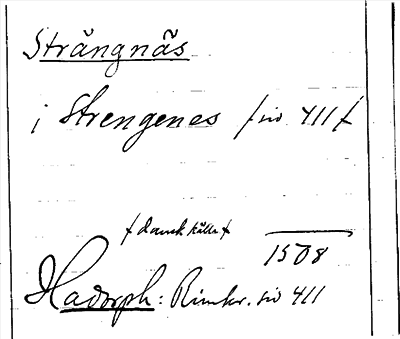 Strängnäs
i Strengenes / sid 411 /
/ dansk källa /
1508
Hadorph: Rimkr. sid 411